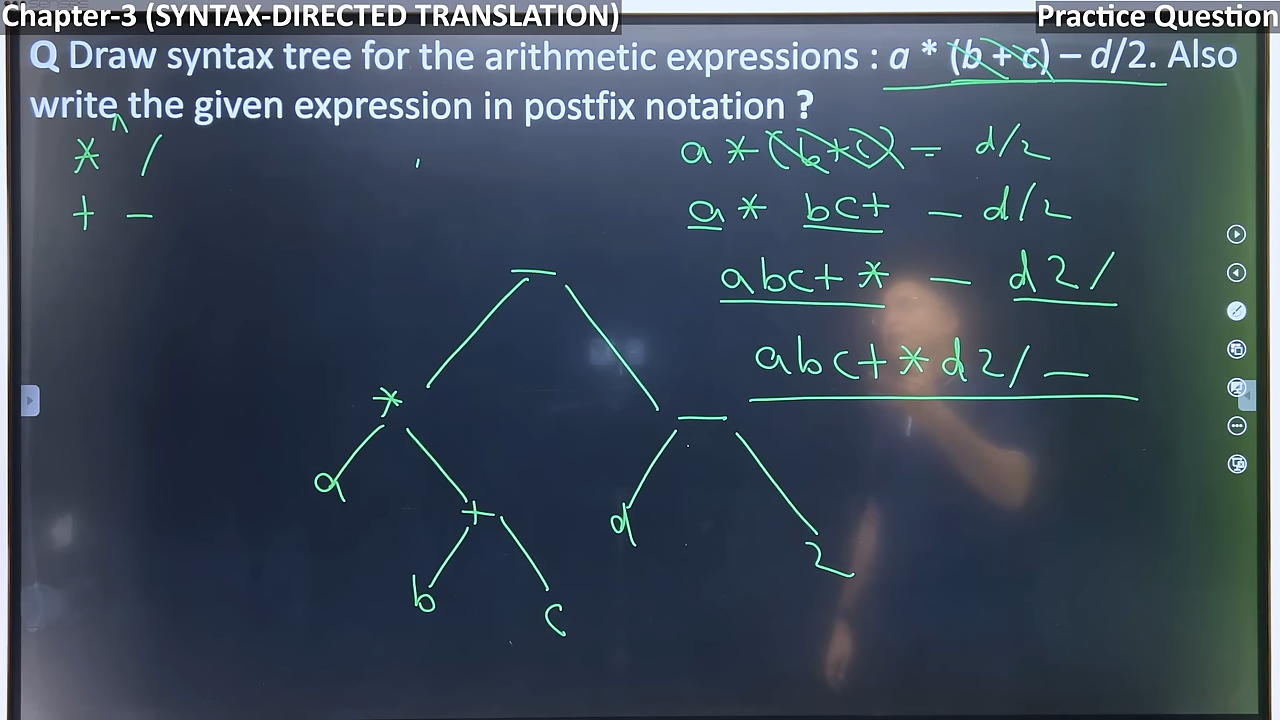 Chapter-3 (SYNTAX-DIRECTED TRANSLATION)
Practice Question
Q Draw syntax tree for the arithmetic expressions : a * (b + c) – d/2. Also
write the given expression in postfix notation ?
^
* /
+ -
a * (b * c) = d/2
a * bc+ - d/2
abc+* - d2/
abc+*d2/-
-
* -
a + d 2
b c